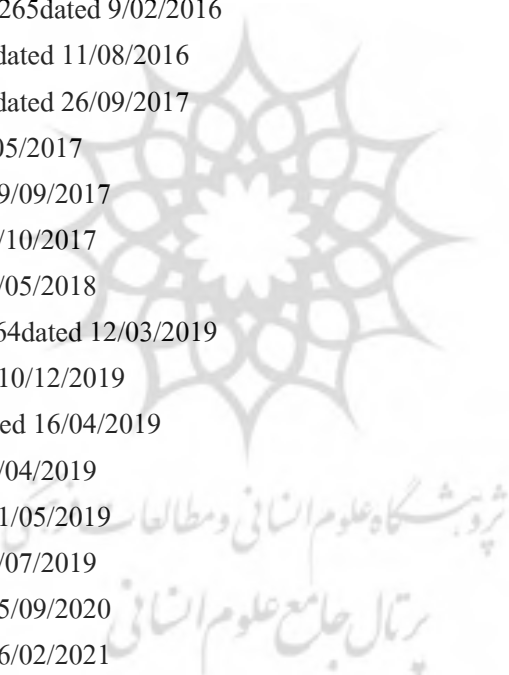 265dated 9/02/2016
dated 11/08/2016
dated 26/09/2017
05/2017
9/09/2017
/10/2017
/05/2018
64dated 12/03/2019
10/12/2019
ed 16/04/2019
/04/2019
1/05/2019
/07/2019
5/09/2020
6/02/2021
پژوهشگاه علوم انسانی و مطالعات فرهنگی
پرتال جامع علوم انسانی